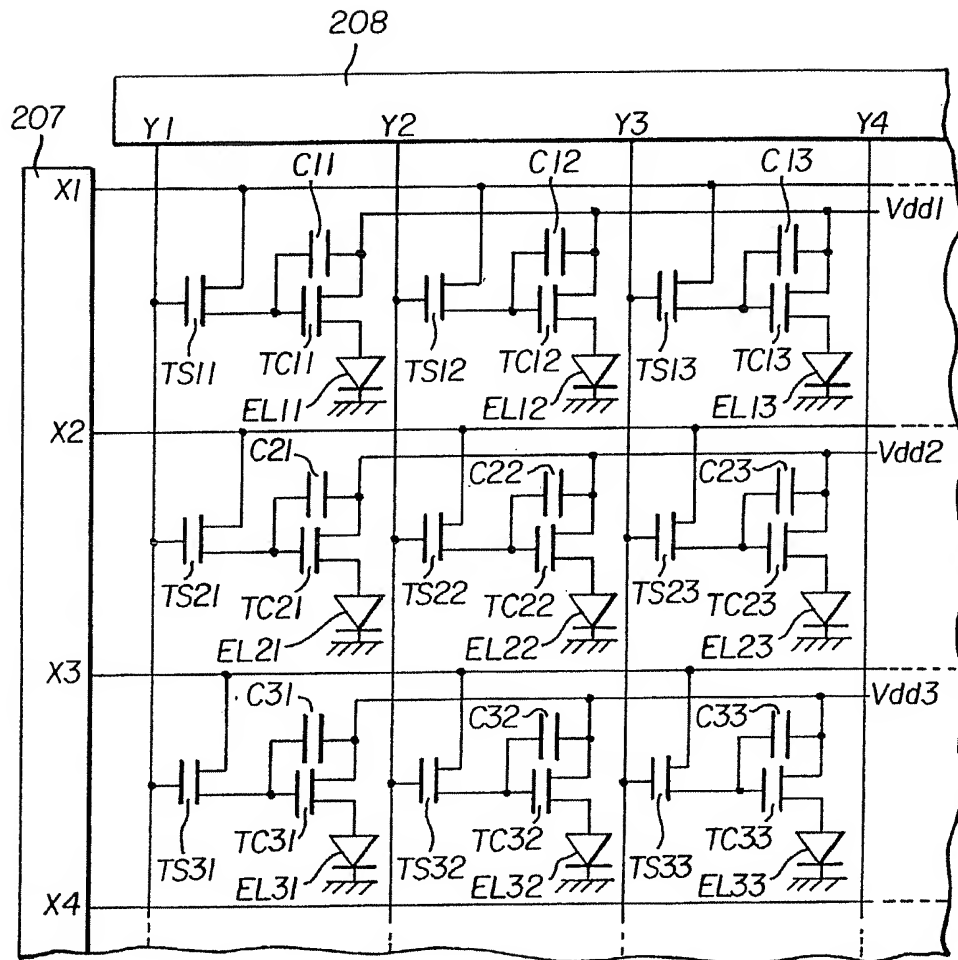 208
207
Y1 Y2 Y3 Y4
C11 C12 C13
X1
Vdd1
TS11 TC11 TS12 TC12 TS13 TC13
EL11 EL12 EL13
X2
C21 C22 C23 Vdd2
TS21 TC21 TS22 TC22 TS23 TC23
EL21 EL22 EL23
X3
C31 C32 C33 Vdd3
TS31 TC31 TS32 TC32 TS33 TC33
EL31 EL32 EL33
X4